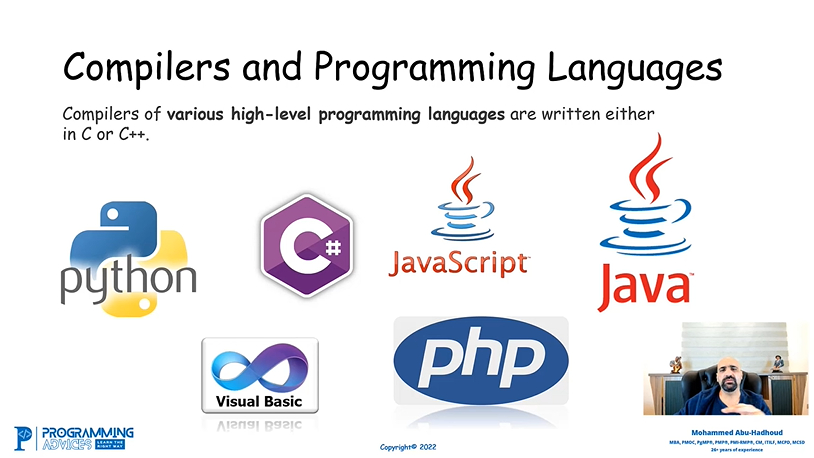 Compilers and Programming Languages
Compilers of various high-level programming languages are written either
in C or C++.
python
C#
JavaScript
Java™
Visual Basic
php
PROGRAMMING
ADVICES LEARN THE RIGHT WAY
Copyright© 2022
Mohammed Abu-Hadhoud
MBA, PMOC, PgMP®, PMP®, PMI-RMP®, CM, ITILF, MCPD, MCSD
20+ years of experience